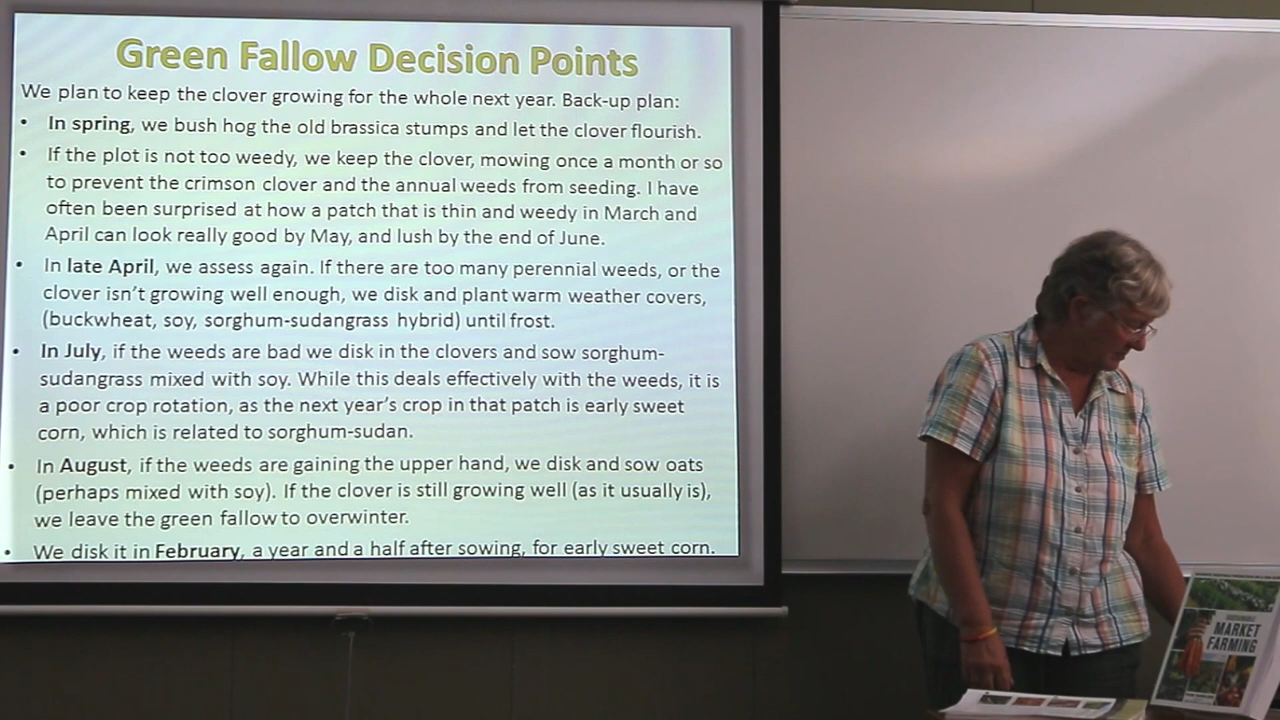 Green Fallow Decision Points
We plan to keep the clover growing for the whole next year. Back-up plan:
• In spring, we bush hog the old brassica stumps and let the clover flourish.
• If the plot is not too weedy, we keep the clover, mowing once a month or so
to prevent the crimson clover and the annual weeds from seeding. I have
often been surprised at how a patch that is thin and weedy in March and
April can look really good by May, and lush by the end of June.
• In late April, we assess again. If there are too many perennial weeds, or the
clover isn't growing well enough, we disk and plant warm weather covers,
(buckwheat, soy, sorghum-sudangrass hybrid) until frost.
• In July, if the weeds are bad we disk in the clovers and sow sorghum-
sudangrass mixed with soy. While this deals effectively with the weeds, it is
a poor crop rotation, as the next year's crop in that patch is early sweet
corn, which is related to sorghum-sudan.
• In August, if the weeds are gaining the upper hand, we disk and sow oats
(perhaps mixed with soy). If the clover is still growing well (as it usually is),
we leave the green fallow to overwinter.
• We disk it in February, a year and a half after sowing, for early sweet corn.
MARKET
FARMING